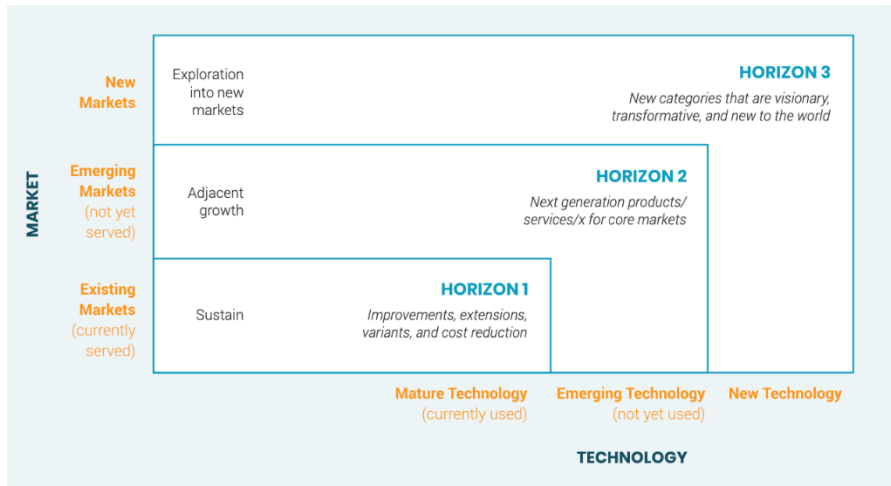 New
Markets
Exploration
into new
markets
HORIZON 3
New categories that are visionary,
transformative, and new to the world
MARKET
Emerging
Markets
(not yet
served)
Adjacent
growth
HORIZON 2
Next generation products/
services/x for core markets
Existing
Markets
(currently
served)
Sustain
HORIZON 1
Improvements, extensions,
variants, and cost reduction
Mature Technology
(currently used)
Emerging Technology
(not yet used)
New Technology
TECHNOLOGY